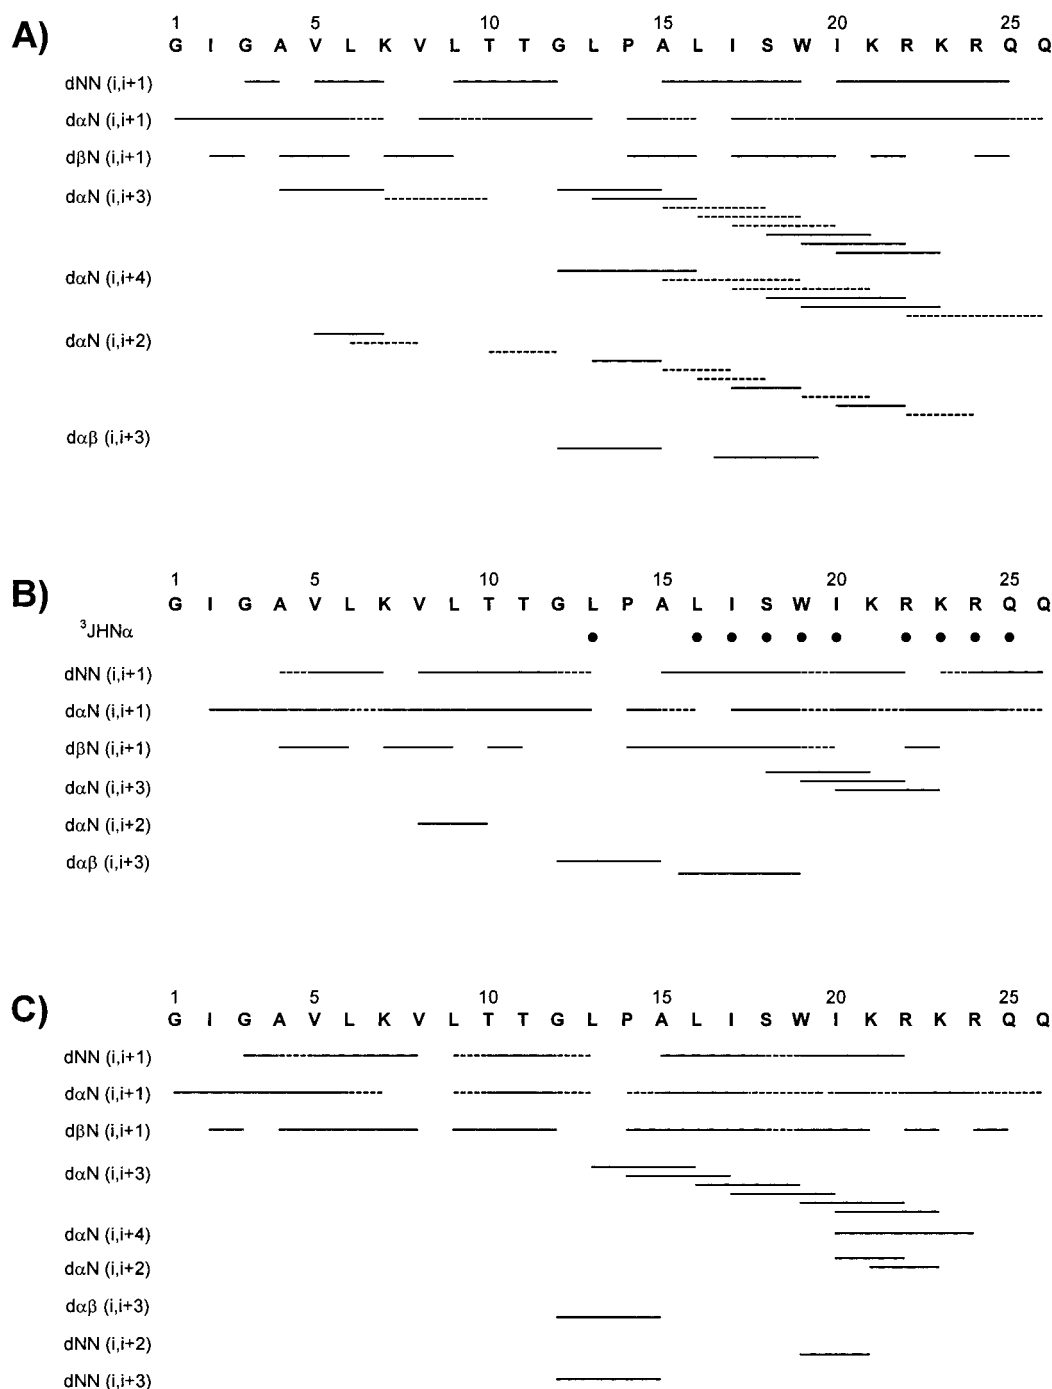 A)
1 5 10 15 20 25
G I G A V L K V L T T G L P A L I S W I K R K R Q Q
dNN (i,i+1)
dαN (i,i+1)
dβN (i,i+1)
dαN (i,i+3)
dαN (i,i+4)
dαN (i,i+2)
dαβ (i,i+3)
B)
1 5 10 15 20 25
G I G A V L K V L T T G L P A L I S W I K R K R Q Q
³JHNα
dNN (i,i+1)
dαN (i,i+1)
dβN (i,i+1)
dαN (i,i+3)
dαN (i,i+2)
dαβ (i,i+3)
C)
1 5 10 15 20 25
G I G A V L K V L T T G L P A L I S W I K R K R Q Q
dNN (i,i+1)
dαN (i,i+1)
dβN (i,i+1)
dαN (i,i+3)
dαN (i,i+4)
dαN (i,i+2)
dαβ (i,i+3)
dNN (i,i+2)
dNN (i,i+3)